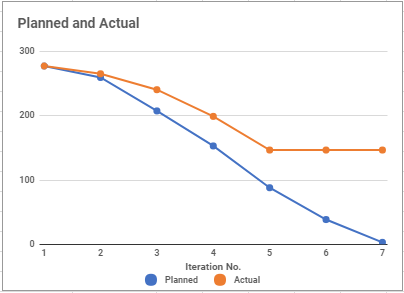 Planned and Actual
300
200
100
0
1 2 3 4 5 6 7
Iteration No.
Planned Actual